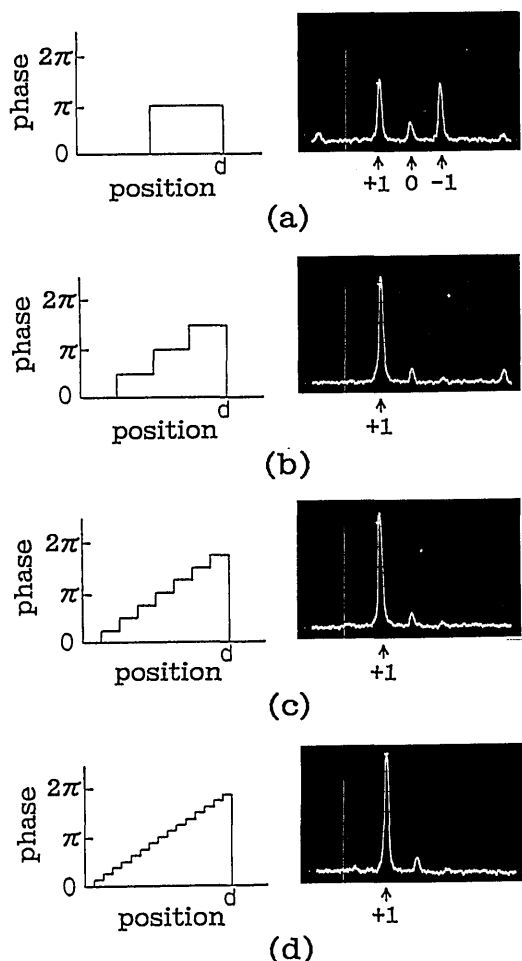 phase
2π
π
0
d
position
+1 0 -1
(a)
phase
2π
π
0
d
position
+1
(b)
phase
2π
π
0
d
position
+1
(c)
phase
2π
π
0
d
position
+1
(d)